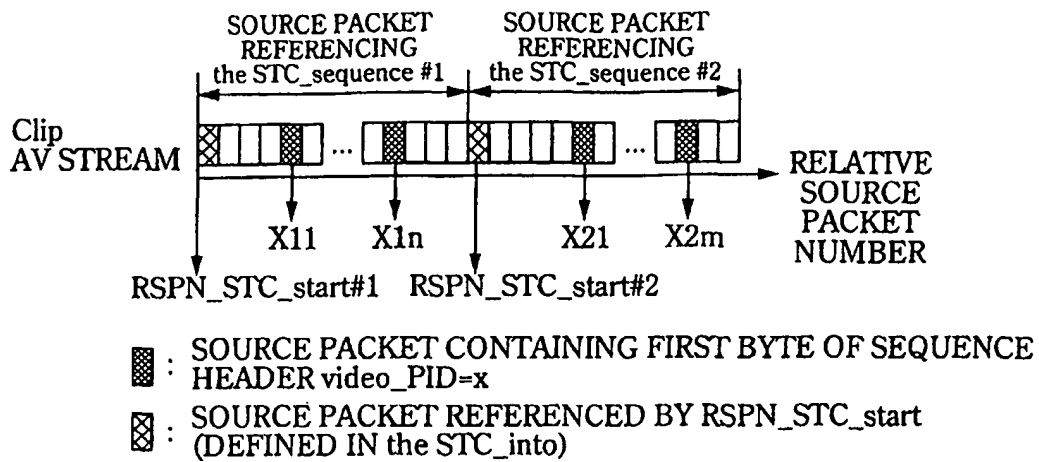 SOURCE PACKET
REFERENCING
the STC_sequence #1
SOURCE PACKET
REFERENCING
the STC_sequence #2
Clip
AV STREAM
...
...
RELATIVE
SOURCE
PACKET
NUMBER
X11
X1n
X21
X2m
RSPN_STC_start#1
RSPN_STC_start#2
: SOURCE PACKET CONTAINING FIRST BYTE OF SEQUENCE
HEADER video_PID=x
: SOURCE PACKET REFERENCED BY RSPN_STC_start
(DEFINED IN the STC_into)